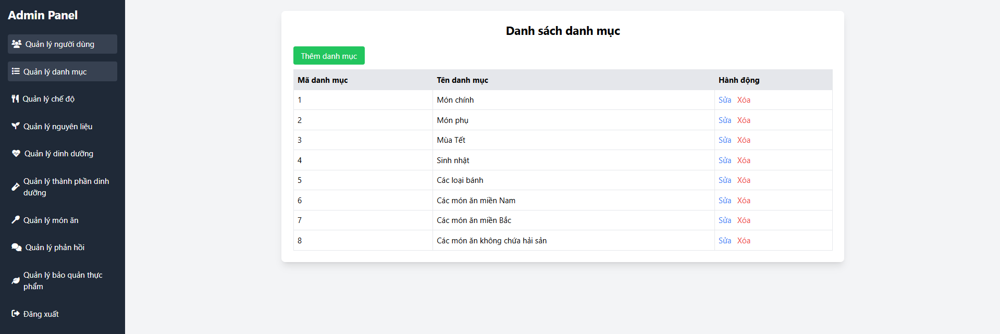 Admin Panel
Quản lý người dùng
Quản lý danh mục
Quản lý chế độ
Quản lý nguyên liệu
Quản lý dinh dưỡng
Quản lý thành phần dinh
dưỡng
Quản lý món ăn
Quản lý phản hồi
Quản lý bảo quản thực
phẩm
Đăng xuất
Danh sách danh mục
Thêm danh mục
Mã danh mục Tên danh mục Hành động
1 Món chính Sửa Xóa
2 Món phụ Sửa Xóa
3 Mùa Tết Sửa Xóa
4 Sinh nhật Sửa Xóa
5 Các loại bánh Sửa Xóa
6 Các món ăn miền Nam Sửa Xóa
7 Các món ăn miền Bắc Sửa Xóa
8 Các món ăn không chứa hải sản Sửa Xóa